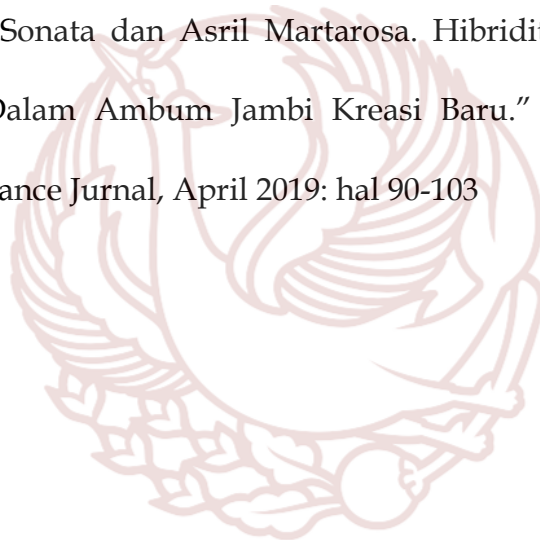 Sonata dan Asril Martarosa. Hibridit
Dalam Ambum Jambi Kreasi Baru.”
ance Jurnal, April 2019: hal 90-103